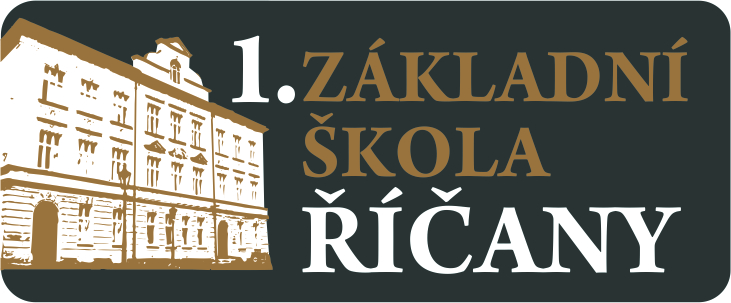 1. ZÁKLADNÍ
ŠKOLA
ŘÍČANY